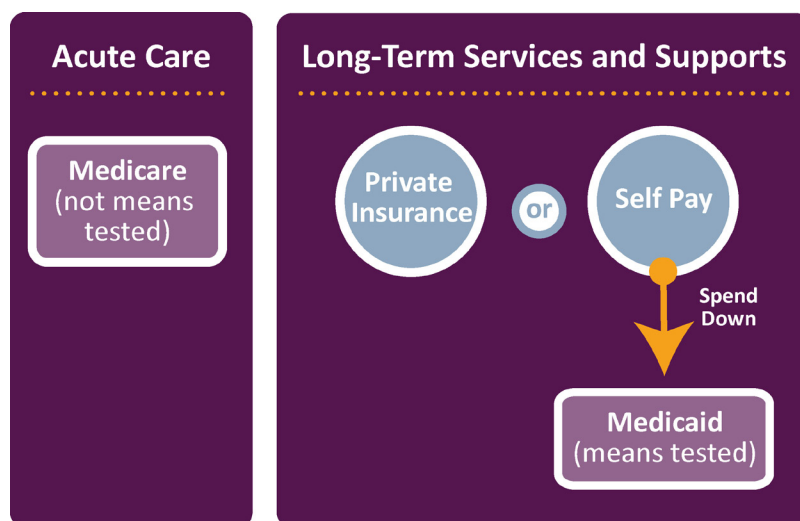 Acute Care
Medicare
(not means
tested)
Long-Term Services and Supports
Private
Insurance
or
Self Pay
Spend
Down
Medicaid
(means tested)